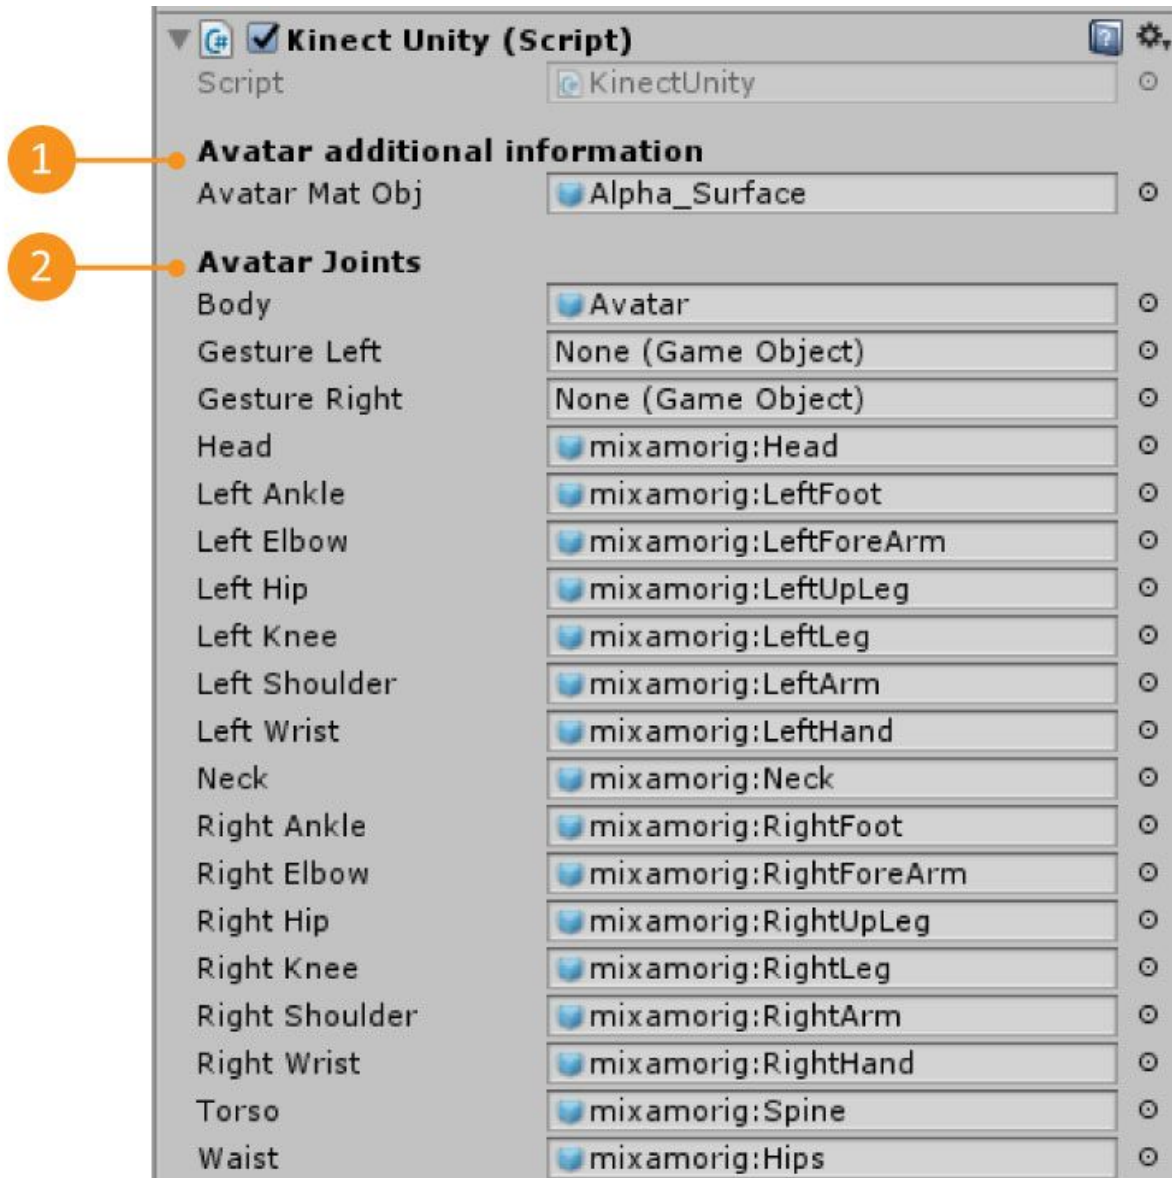 Kinect Unity (Script)
Script KinectUnity
1 Avatar additional information
Avatar Mat Obj Alpha_Surface
2 Avatar Joints
Body Avatar
Gesture Left None (Game Object)
Gesture Right None (Game Object)
Head mixamorig:Head
Left Ankle mixamorig:LeftFoot
Left Elbow mixamorig:LeftForeArm
Left Hip mixamorig:LeftUpLeg
Left Knee mixamorig:LeftLeg
Left Shoulder mixamorig:LeftArm
Left Wrist mixamorig:LeftHand
Neck mixamorig:Neck
Right Ankle mixamorig:RightFoot
Right Elbow mixamorig:RightForeArm
Right Hip mixamorig:RightUpLeg
Right Knee mixamorig:RightLeg
Right Shoulder mixamorig:RightArm
Right Wrist mixamorig:RightHand
Torso mixamorig:Spine
Waist mixamorig:Hips